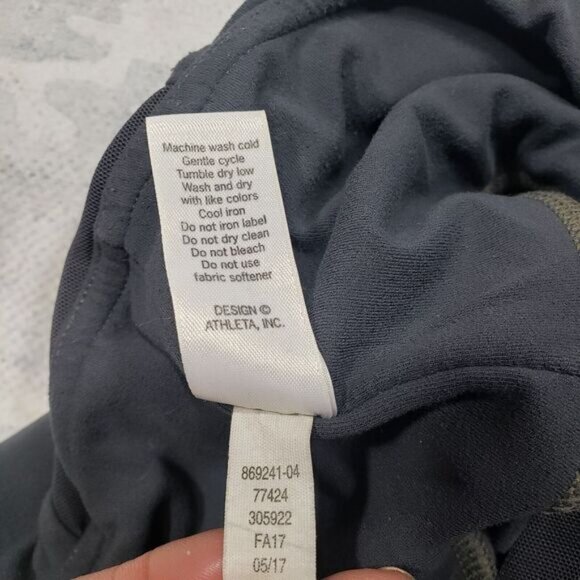 Machine wash cold
Gentle cycle
Tumble dry low
Wash and dry
with like colors
Cool iron
Do not iron label
Do not dry clean
Do not bleach
Do not use
fabric softener
DESIGN ©
ATHLETA, INC.
869241-04
77424
305922
FA17
05/17